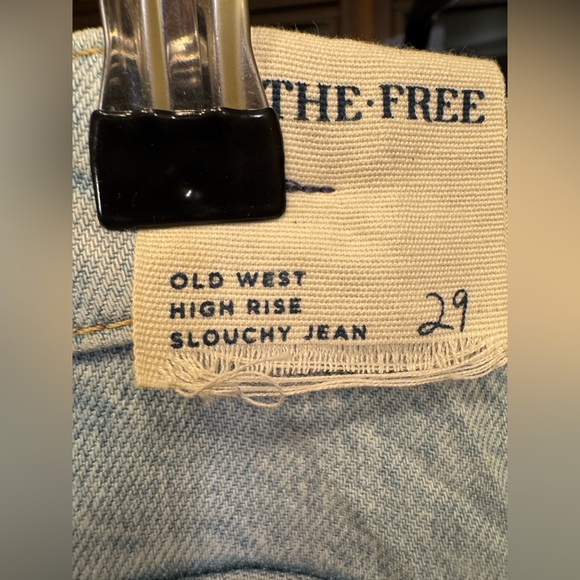 THE·FREE
OLD WEST
HIGH RISE
SLOUCHY JEAN 29